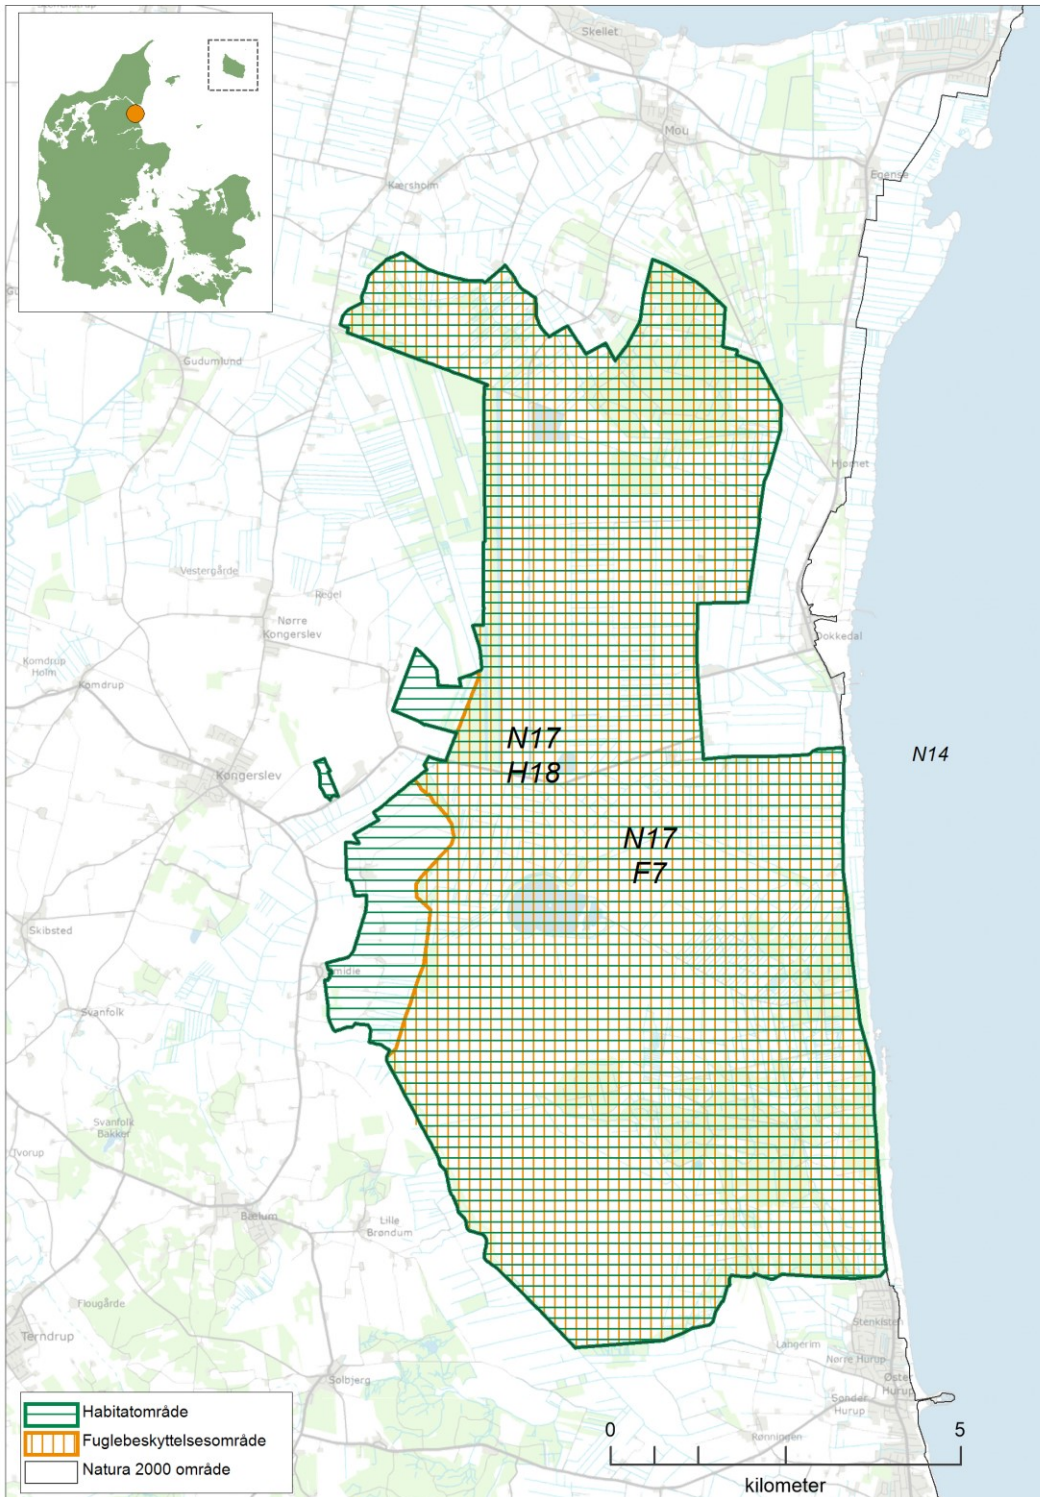 Skellet
Mou
Egense
Kærsholm
Gudumlund
Hjørnet
Vestergårde
Regel
Nørre
Kongerslev
Dokkedal
Komdrup
Holm
Komdrup
N17
H18
N14
Kongerslev
N17
F7
Skibsted
Svanfolk
Svanfolk
Bakker
Tvorup
Bælum
Lille
Brøndum
Flougårde
Terndrup
Stenkisten
Langerim
Nørre Hurup
Øster
Hurup
Solbjerg
Sønder
Hurup
Rønningen
Habitatområde
Fuglebeskyttelsesområde
Natura 2000 område
0
5
kilometer